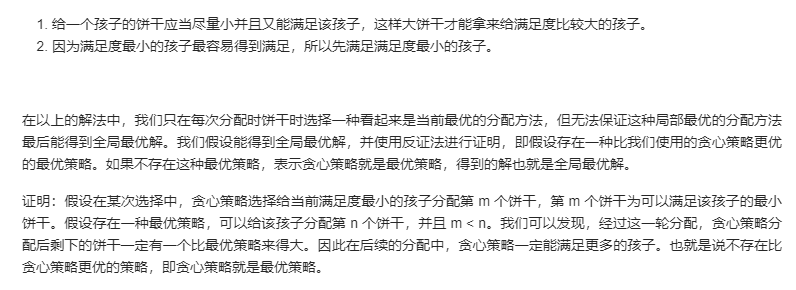 1. 给一个孩子的饼干应当尽量小并且又能满足该孩子，这样大饼干才能拿来给满足度比较大的孩子。
2. 因为满足度最小的孩子最容易得到满足，所以先满足满足度最小的孩子。
在以上的解法中，我们只在每次分配时饼干时选择一种看起来是当前最优的分配方法，但无法保证这种局部最优的分配方法
最后能得到全局最优解。我们假设能得到全局最优解，并使用反证法进行证明，即假设存在一种比我们使用的贪心策略更优
的最优策略。如果不存在这种最优策略，表示贪心策略就是最优策略，得到的解也就是全局最优解。
证明：假设在某次选择中，贪心策略选择给当前满足度最小的孩子分配第 m 个饼干，第 m 个饼干为可以满足该孩子的最小
饼干。假设存在一种最优策略，可以给该孩子分配第 n 个饼干，并且 m < n。我们可以发现，经过这一轮分配，贪心策略分
配后剩下的饼干一定有一个比最优策略来得大。因此在后续的分配中，贪心策略一定能满足更多的孩子。也就是说不存在比
贪心策略更优的策略，即贪心策略就是最优策略。